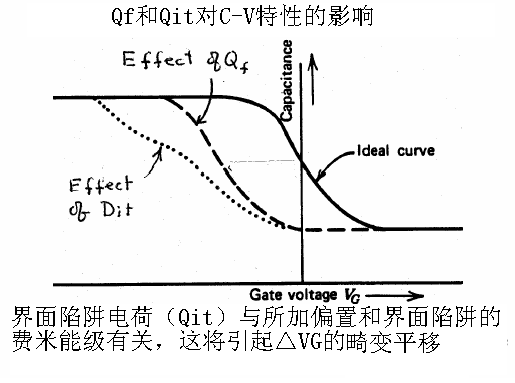 Qf和Qit对C-V特性的影响
Effect of Qf
Capacitance
Ideal curve
Effect
of Dit
Gate voltage VG
界面陷阱电荷（Qit）与所加偏置和界面陷阱的
费米能级有关，这将引起△VG的畸变平移